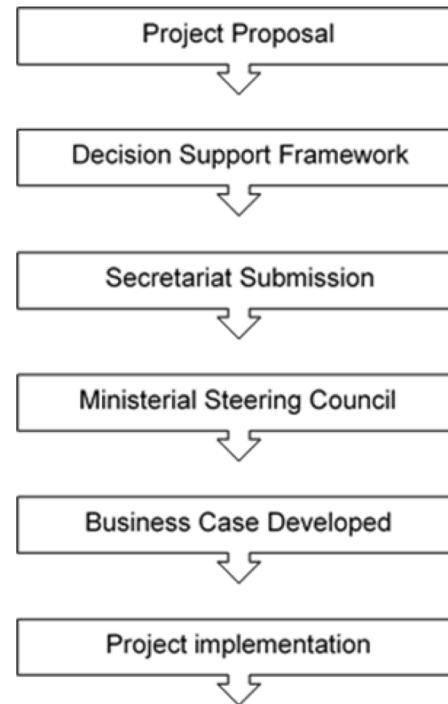 Project Proposal
Decision Support Framework
Secretariat Submission
Ministerial Steering Council
Business Case Developed
Project implementation